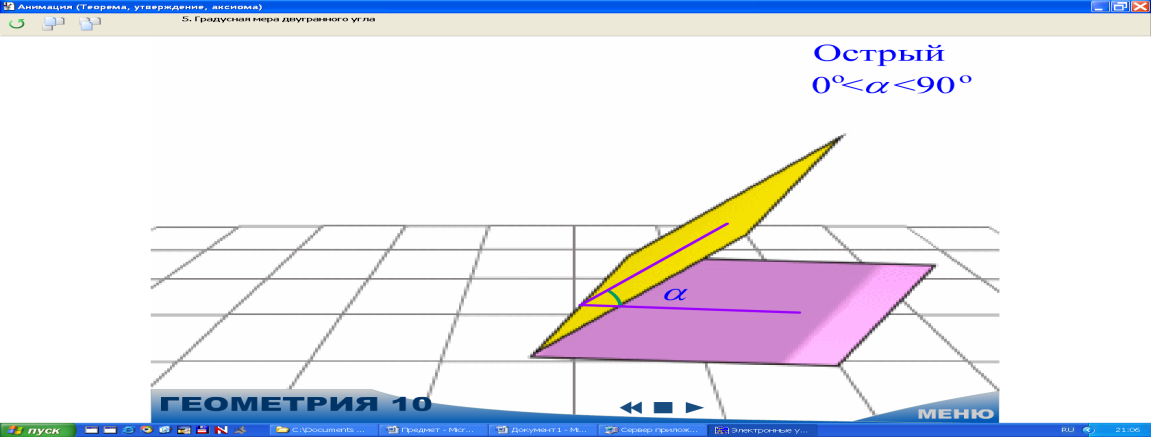 Анимация (Теорема, утверждение, аксиома)
5. Градусная мера двугранного угла
Острый
0°<α<90°
α
ГЕОМЕТРИЯ 10
МЕНЮ
пуск
C:\Documents ...
Предмет - Micr...
Документ1 - Mi...
Сервер прилож...
Электронные у...
RU
21:06